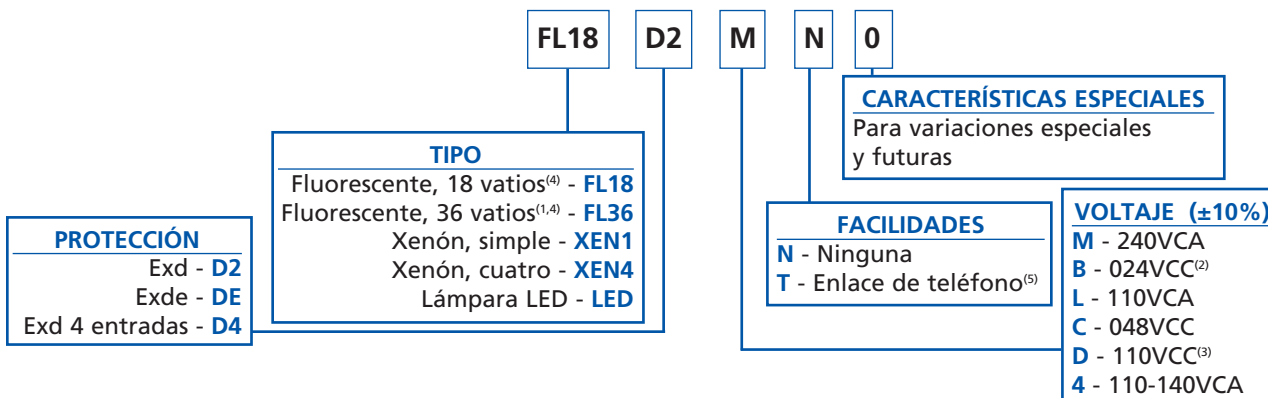 FL18 D2 M N 0
CARACTERÍSTICAS ESPECIALES
Para variaciones especiales
y futuras
TIPO
Fluorescente, 18 vatios(4) - FL18
Fluorescente, 36 vatios(1,4) - FL36
Xenón, simple - XEN1
Xenón, cuatro - XEN4
Lámpara LED - LED
PROTECCIÓN
Exd - D2
Exde - DE
Exd 4 entradas - D4
FACILIDADES
N - Ninguna
T - Enlace de teléfono(5)
VOLTAJE (±10%)
M - 240VCA
B - 024VCC(2)
L - 110VCA
C - 048VCC
D - 110VCC(3)
4 - 110-140VCA